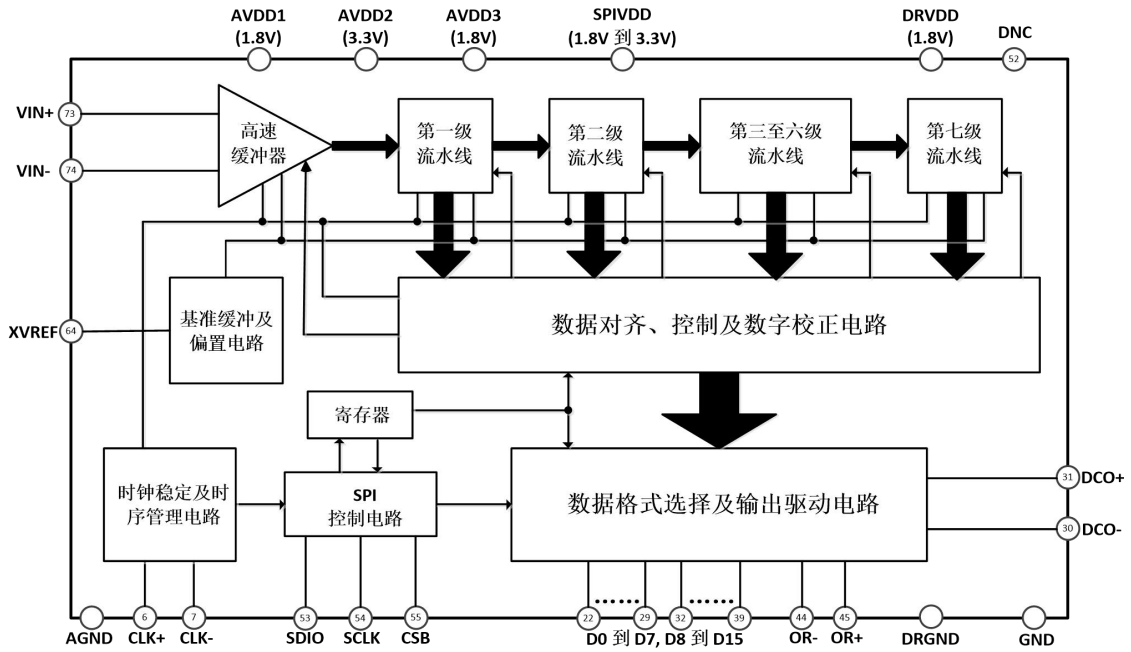 AVDD1
(1.8V)
AVDD2
(3.3V)
AVDD3
(1.8V)
SPIVDD
(1.8V 到 3.3V)
DRVDD
(1.8V)
DNC
52
VIN+
73
VIN-
74
高速
缓冲器
第一级
流水线
第二级
流水线
第三至六级
流水线
第七级
流水线
XVREF
64
基准缓冲及
偏置电路
数据对齐、控制及数字校正电路
寄存器
时钟稳定及时
序管理电路
SPI
控制电路
数据格式选择及输出驱动电路
31
DCO+
30
DCO-
AGND
6
CLK+
7
CLK-
53
SDIO
54
SCLK
55
CSB
22
......
29
32
......
39
D0 到 D7, D8 到 D15
44
OR-
45
OR+
DRGND
GND